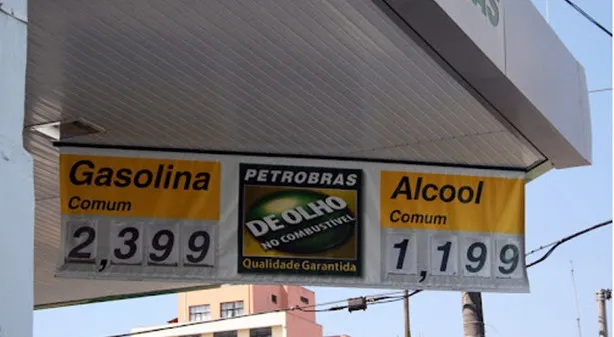 Gasolina
Comum
2,399
PETROBRAS
DE OLHO
NO COMBUSTÍVEL
Qualidade Garantida
Alcool
Comum
1,199